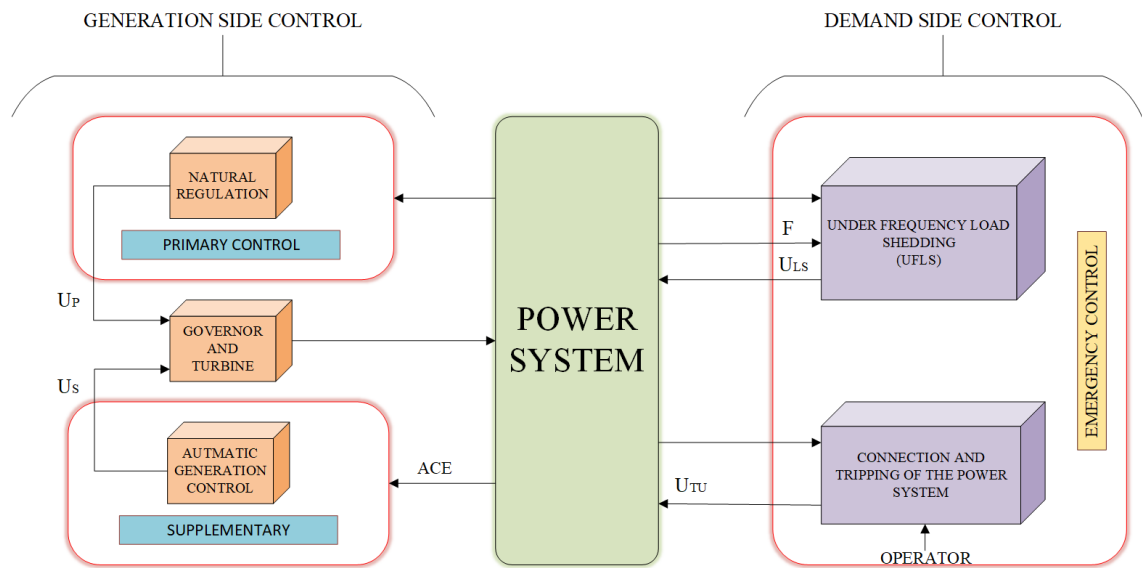 GENERATION SIDE CONTROL
DEMAND SIDE CONTROL
NATURAL
REGULATION
PRIMARY CONTROL
UP
GOVERNOR
AND
TURBINE
US
AUTMATIC
GENERATION
CONTROL
SUPPLEMENTARY
ACE
POWER
SYSTEM
F
ULS
UNDER FREQUENCY LOAD
SHEDDING
(UFLS)
EMERGENCY CONTROL
CONNECTION AND
TRIPPING OF THE POWER
SYSTEM
UTU
OPERATOR